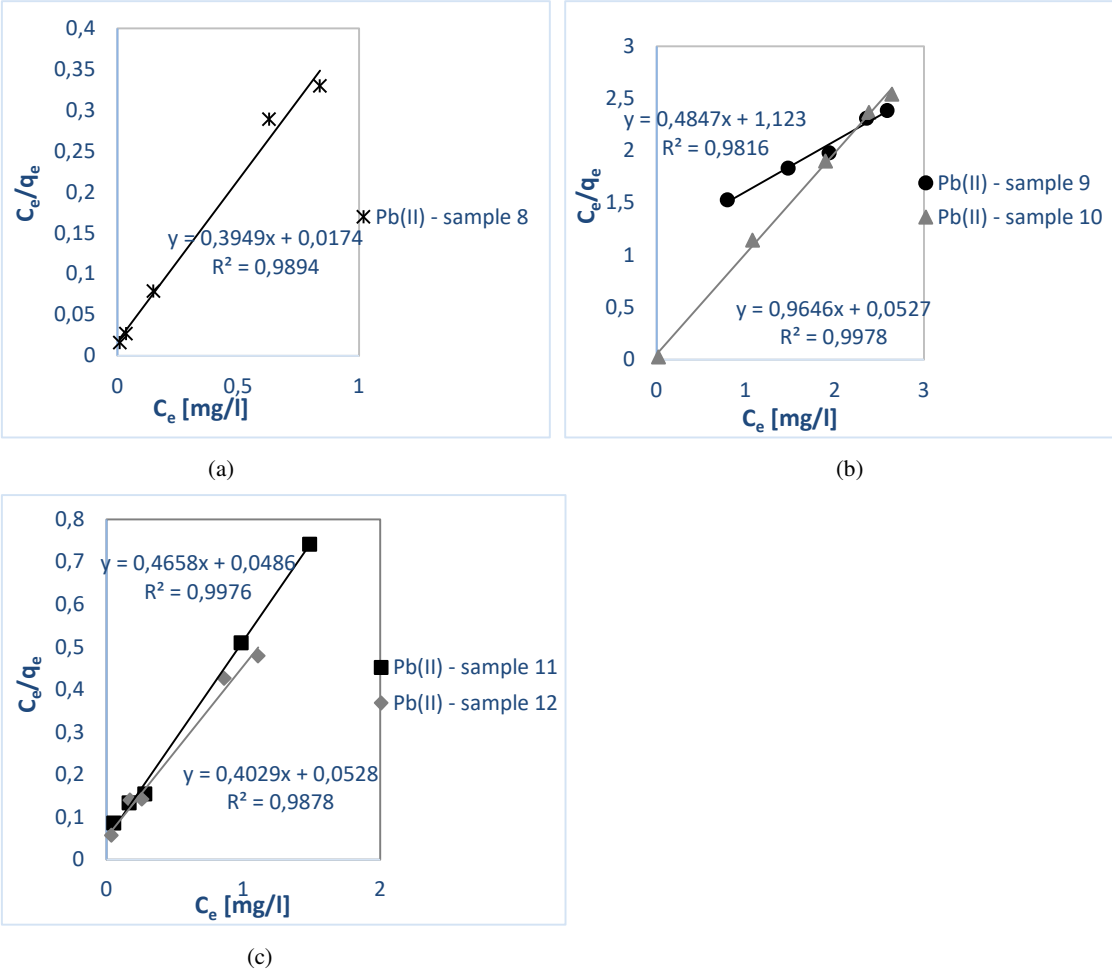 0,4
0,35
0,3
0,25
0,2
0,15
0,1
0,05
0
Ce/qe
y = 0,3949x + 0,0174
R² = 0,9894
Pb(II) - sample 8
0 0,5 1
Ce [mg/l]
(a)
3
2,5
2
1,5
1
0,5
0
Ce/qe
y = 0,4847x + 1,123
R² = 0,9816
Pb(II) - sample 9
Pb(II) - sample 10
y = 0,9646x + 0,0527
R² = 0,9978
0 1 2 3
Ce [mg/l]
(b)
0,8
0,7
0,6
0,5
0,4
0,3
0,2
0,1
0
Ce/qe
y = 0,4658x + 0,0486
R² = 0,9976
Pb(II) - sample 11
Pb(II) - sample 12
y = 0,4029x + 0,0528
R² = 0,9878
0 1 2
Ce [mg/l]
(c)